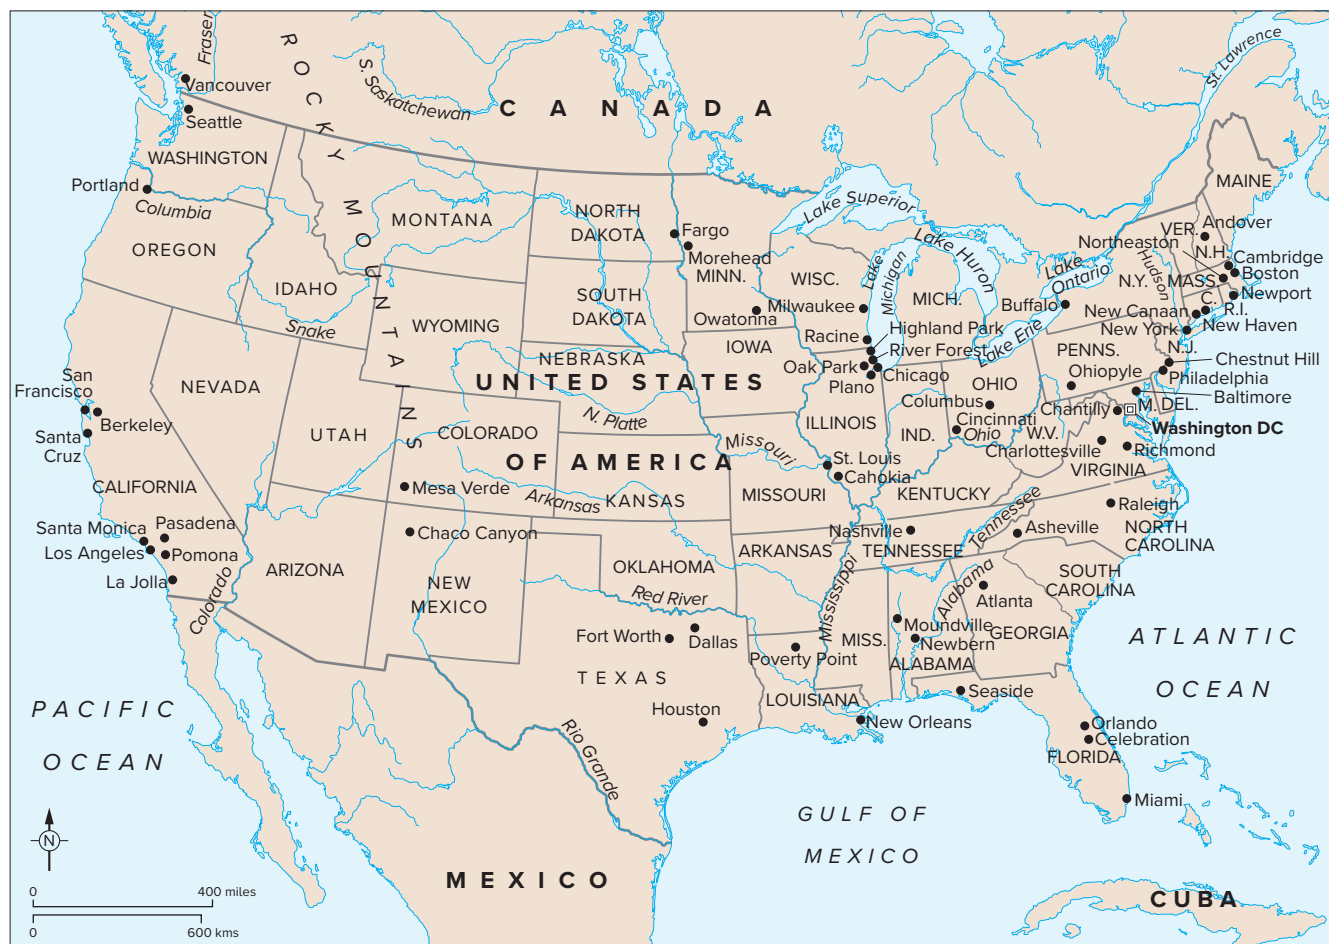 Fraser
ROCKY MOUNTAINS
S. Saskatchewan
CANADA
St. Lawrence
Vancouver
Seattle
WASHINGTON
Portland
Columbia
OREGON
MONTANA
IDAHO
Snake
WYOMING
NORTH
DAKOTA
Fargo
Morehead
MINN.
SOUTH
DAKOTA
Owatonna
NEBRASKA
IOWA
Lake Superior
WISC.
Milwaukee
Lake
Michigan
Lake Huron
MICH.
Racine
Highland Park
River Forest
Oak Park
Chicago
Plano
Lake
Ontario
Buffalo
Lake Erie
MAINE
VER.
Andover
Northeaston
N.H.
Cambridge
Boston
N.Y.
Hudson
MASS.
Newport
C.
R.I.
New Canaan
New Haven
New York
N.J.
Chestnut Hill
PENNS.
Ohiopyle
Philadelphia
Baltimore
M.
DEL.
Chantilly
Washington DC
San
Francisco
Berkeley
Santa
Cruz
NEVADA
UTAH
CALIFORNIA
UNITED STATES
OF AMERICA
COLORADO
N. Platte
Missouri
ILLINOIS
IND.
OHIO
Columbus
Cincinnati
Ohio
W.V.
Charlottesville
Richmond
VIRGINIA
Mesa Verde
Arkansas
KANSAS
St. Louis
Cahokia
MISSOURI
KENTUCKY
Santa Monica
Pasadena
Los Angeles
Pomona
La Jolla
Colorado
ARIZONA
Chaco Canyon
NEW
MEXICO
OKLAHOMA
Red River
ARKANSAS
Nashville
TENNESSEE
Tennessee
Asheville
Raleigh
NORTH
CAROLINA
SOUTH
CAROLINA
Mississippi
Alabama
Atlanta
Fort Worth
Dallas
TEXAS
Houston
Poverty Point
MISS.
Moundville
Newbern
ALABAMA
GEORGIA
LOUISIANA
New Orleans
Seaside
Orlando
Celebration
FLORIDA
Miami
Rio Grande
PACIFIC
OCEAN
ATLANTIC
OCEAN
GULF OF
MEXICO
MEXICO
CUBA
N
0
400 miles
0
600 kms